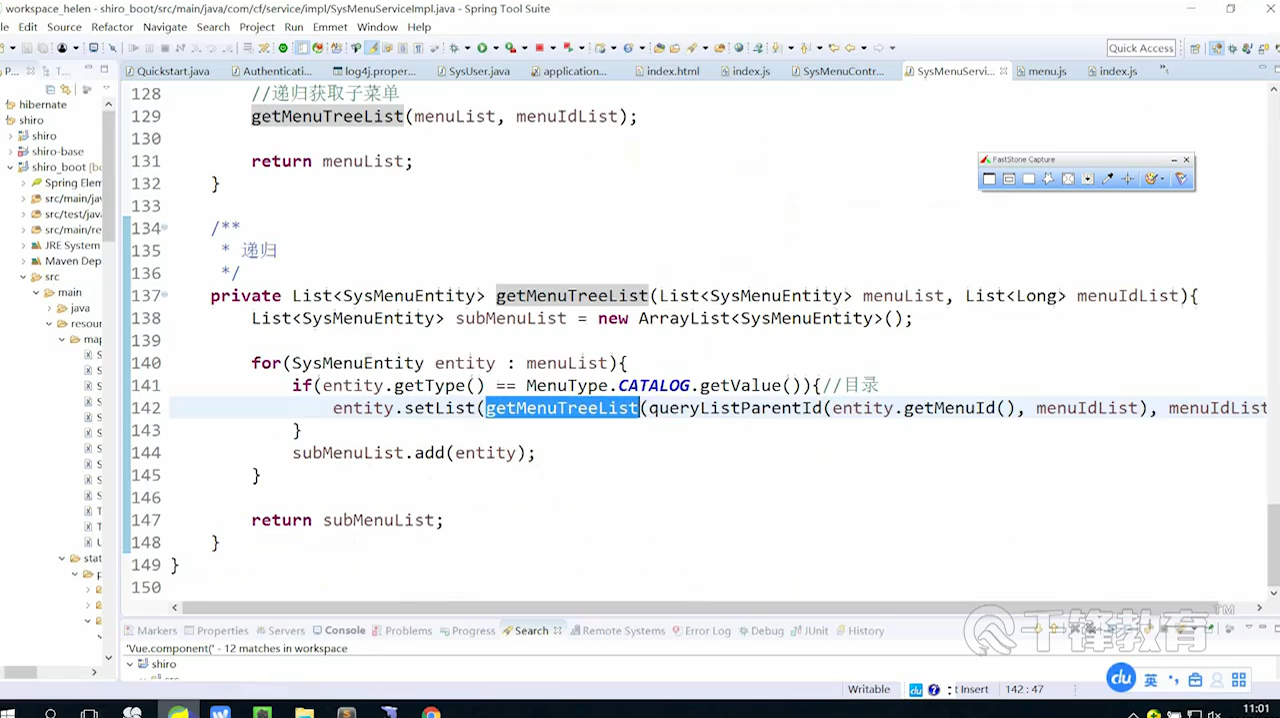 workspace_helen - shiro_boot/src/main/java/com/cf/service/impl/SysMenuServiceImpl.java - Spring Tool Suite
le Edit Source Refactor Navigate Search Project Run Emmet Window Help
Quick Access
P... T... Quickstart.java Authenticati... log4j.proper... SysUser.java application... index.html index.js SysMenuContr... SysMenuServi... menu.js index.js
hibernate
shiro
shiro
shiro-base
shiro_boot [bo
Spring Elem
src/main/jav
src/test/java
src/main/re
JRE System
Maven Dep
src
main
java
resour
map
stat
128 //递归获取子菜单
129 getMenuTreeList(menuList, menuIdList);
130
131 return menuList;
132 }
133
134 /**
135 * 递归
136 */
137 private List<SysMenuEntity> getMenuTreeList(List<SysMenuEntity> menuList, List<Long> menuIdList){
138 List<SysMenuEntity> subMenuList = new ArrayList<SysMenuEntity>();
139
140 for(SysMenuEntity entity : menuList){
141 if(entity.getType() == MenuType.CATALOG.getValue()){//目录
142 entity.setList(getMenuTreeList(queryListParentId(entity.getMenuId(), menuIdList), menuIdList
143 }
144 subMenuList.add(entity);
145 }
146
147 return subMenuList;
148 }
149 }
150
FastStone Capture
Markers Properties Servers Console Problems Progress Search Remote Systems Error Log Debug JUnit History
'Vue.component(' - 12 matches in workspace
shiro
千锋教育 TM
Writable t Insert 142 : 47
du 英
11:01